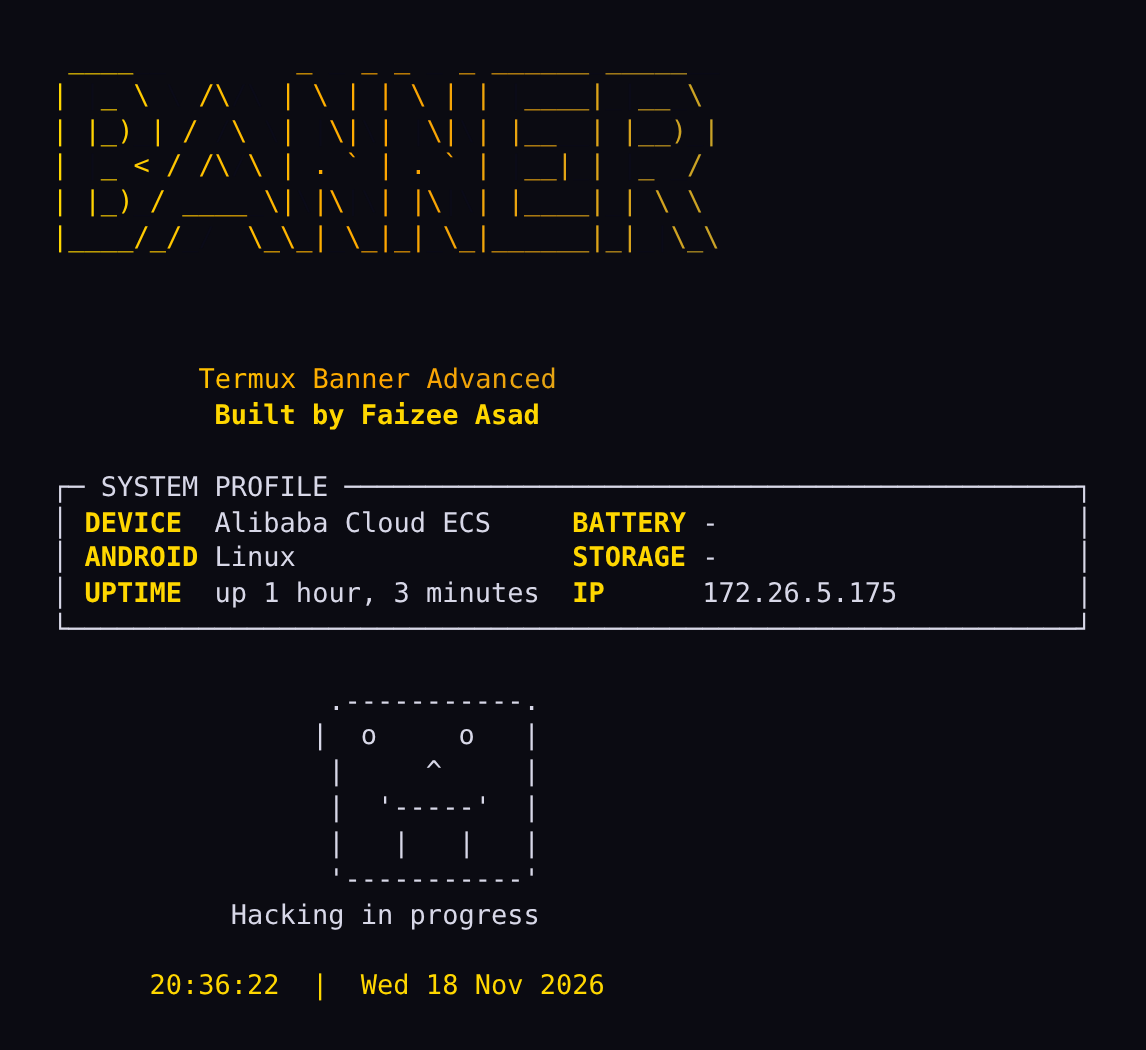 BANNER
Termux Banner Advanced
Built by Faizee Asad
SYSTEM PROFILE
DEVICE Alibaba Cloud ECS BATTERY -
ANDROID Linux STORAGE -
UPTIME up 1 hour, 3 minutes IP 172.26.5.175
Hacking in progress
20:36:22 | Wed 18 Nov 2026